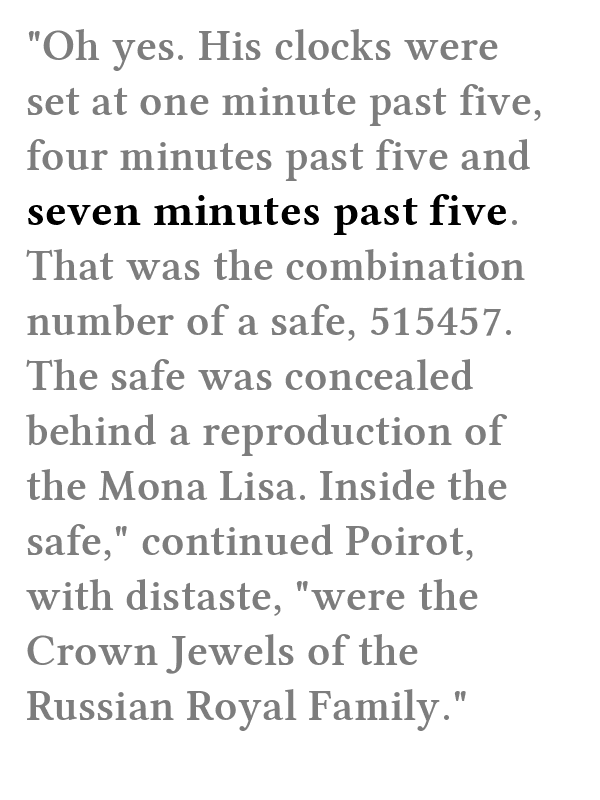 "Oh yes. His clocks were
set at one minute past five,
four minutes past five and
seven minutes past five.
That was the combination
number of a safe, 515457.
The safe was concealed
behind a reproduction of
the Mona Lisa. Inside the
safe," continued Poirot,
with distaste, "were the
Crown Jewels of the
Russian Royal Family."